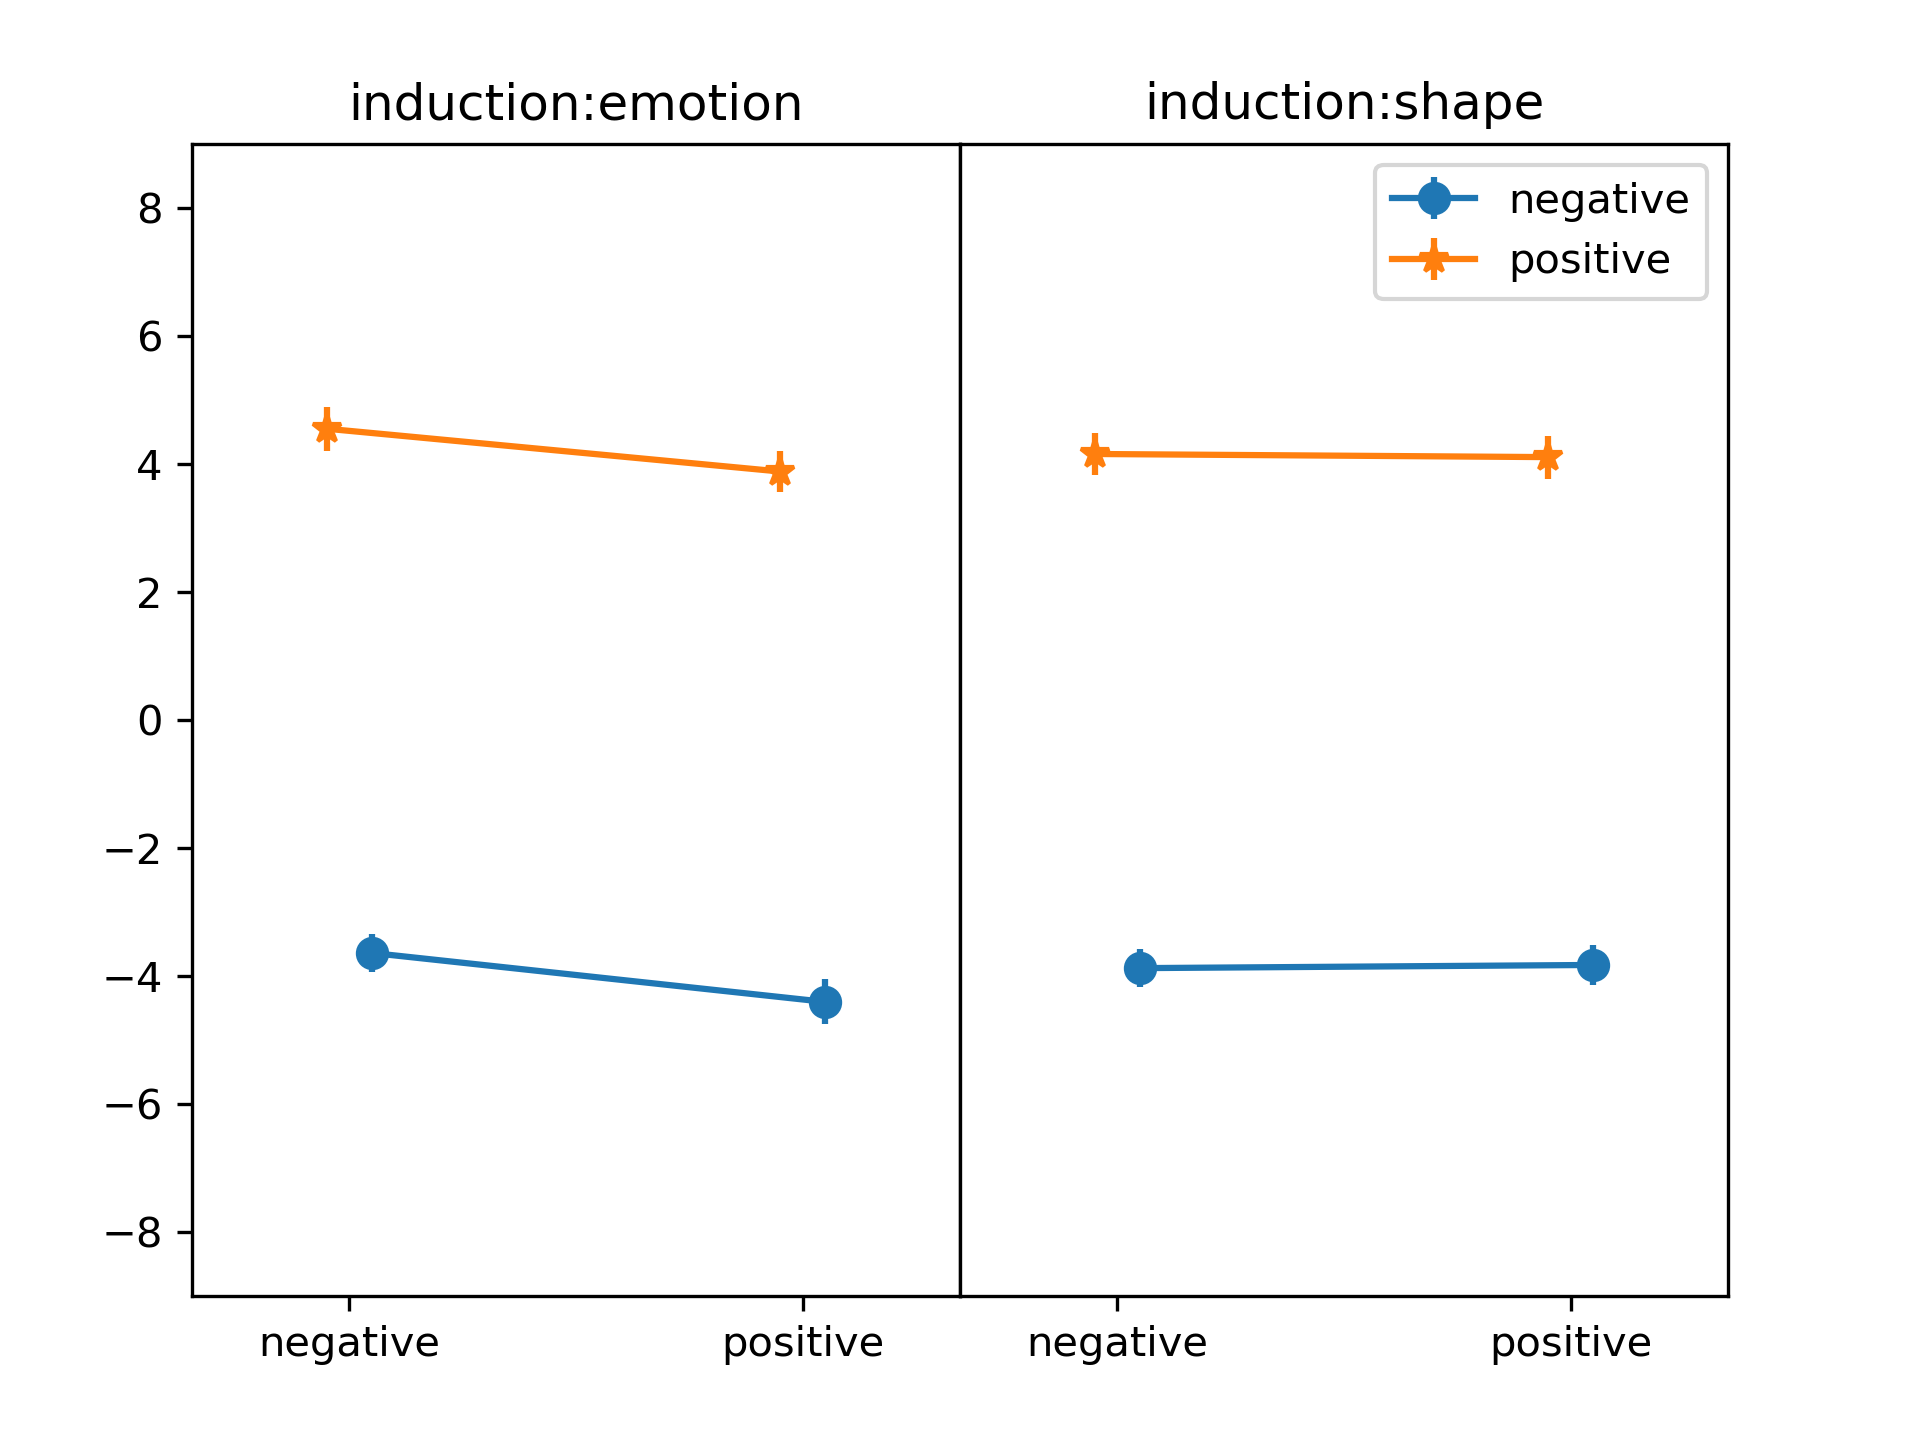 induction:emotion
induction:shape
negative
positive
8
6
4
2
0
−2
−4
−6
−8
negative positive negative positive